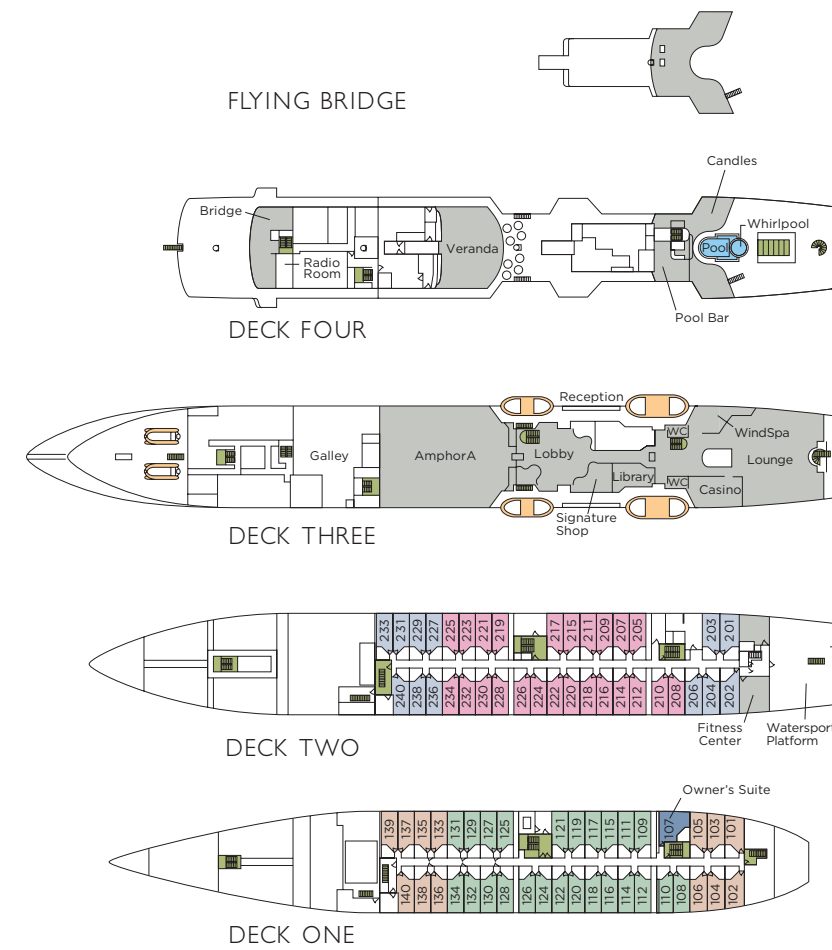 FLYING BRIDGE
Candles
Bridge
Whirlpool
Veranda
Pool
Radio
Room
Pool Bar
DECK FOUR
Reception
WC
WindSpa
Galley
AmphorA
Lobby
Lounge
Library
WC
Casino
Signature
Shop
DECK THREE
233 231 229 227 225 223 221 219 217 215 211 209 207 205 203 201
240 238 236 234 232 230 228 226 224 222 220 218 216 214 212 210 208 206 204 202
Fitness
Center
Watersport
Platform
DECK TWO
Owner's Suite
139 137 135 133 131 129 127 125 121 119 117 115 111 109 107 105 103 101
140 138 136 134 132 130 128 126 124 122 120 118 116 114 112 110 108 106 104 102
DECK ONE